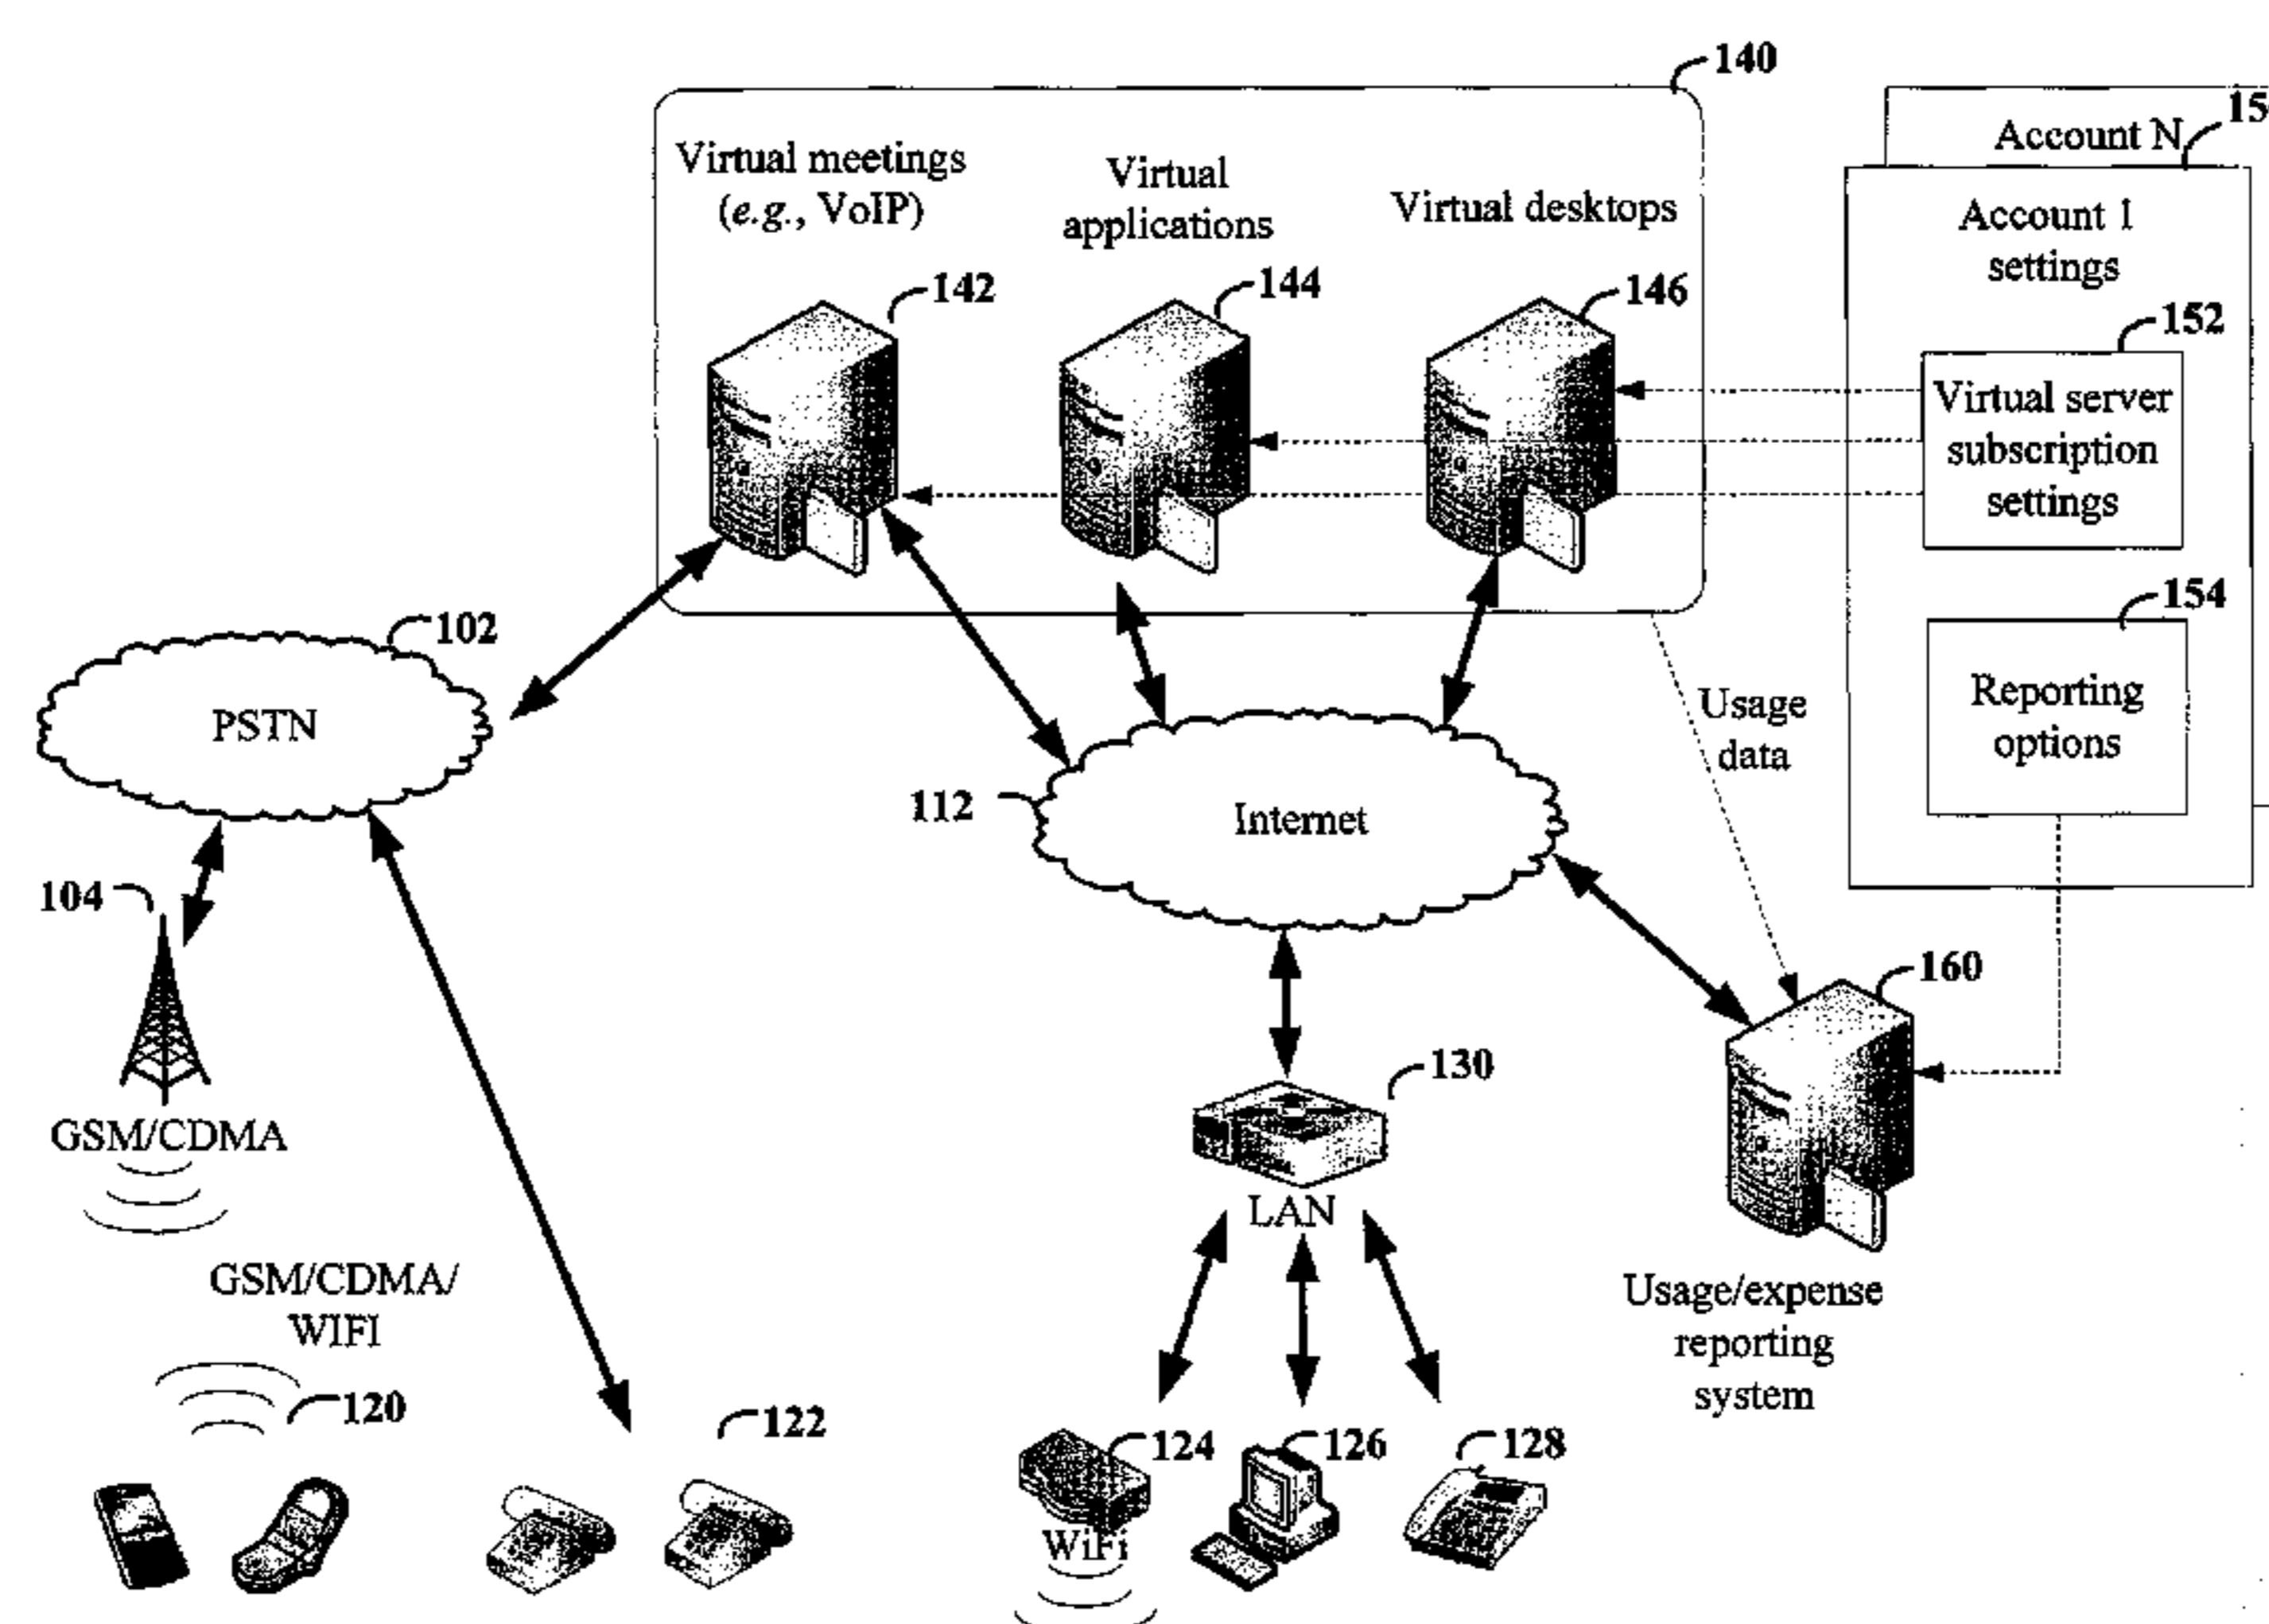 140
15
Account N
Virtual meetings
(e.g., VoIP)
Virtual
applications
Virtual desktops
Account 1
settings
142
144
146
152
Virtual server
subscription
settings
154
Reporting
options
102
PSTN
Usage
data
112
Internet
104
GSM/CDMA
160
130
LAN
GSM/CDMA/
WIFI
Usage/expense
reporting
system
120
122
124
126
128
WiFi